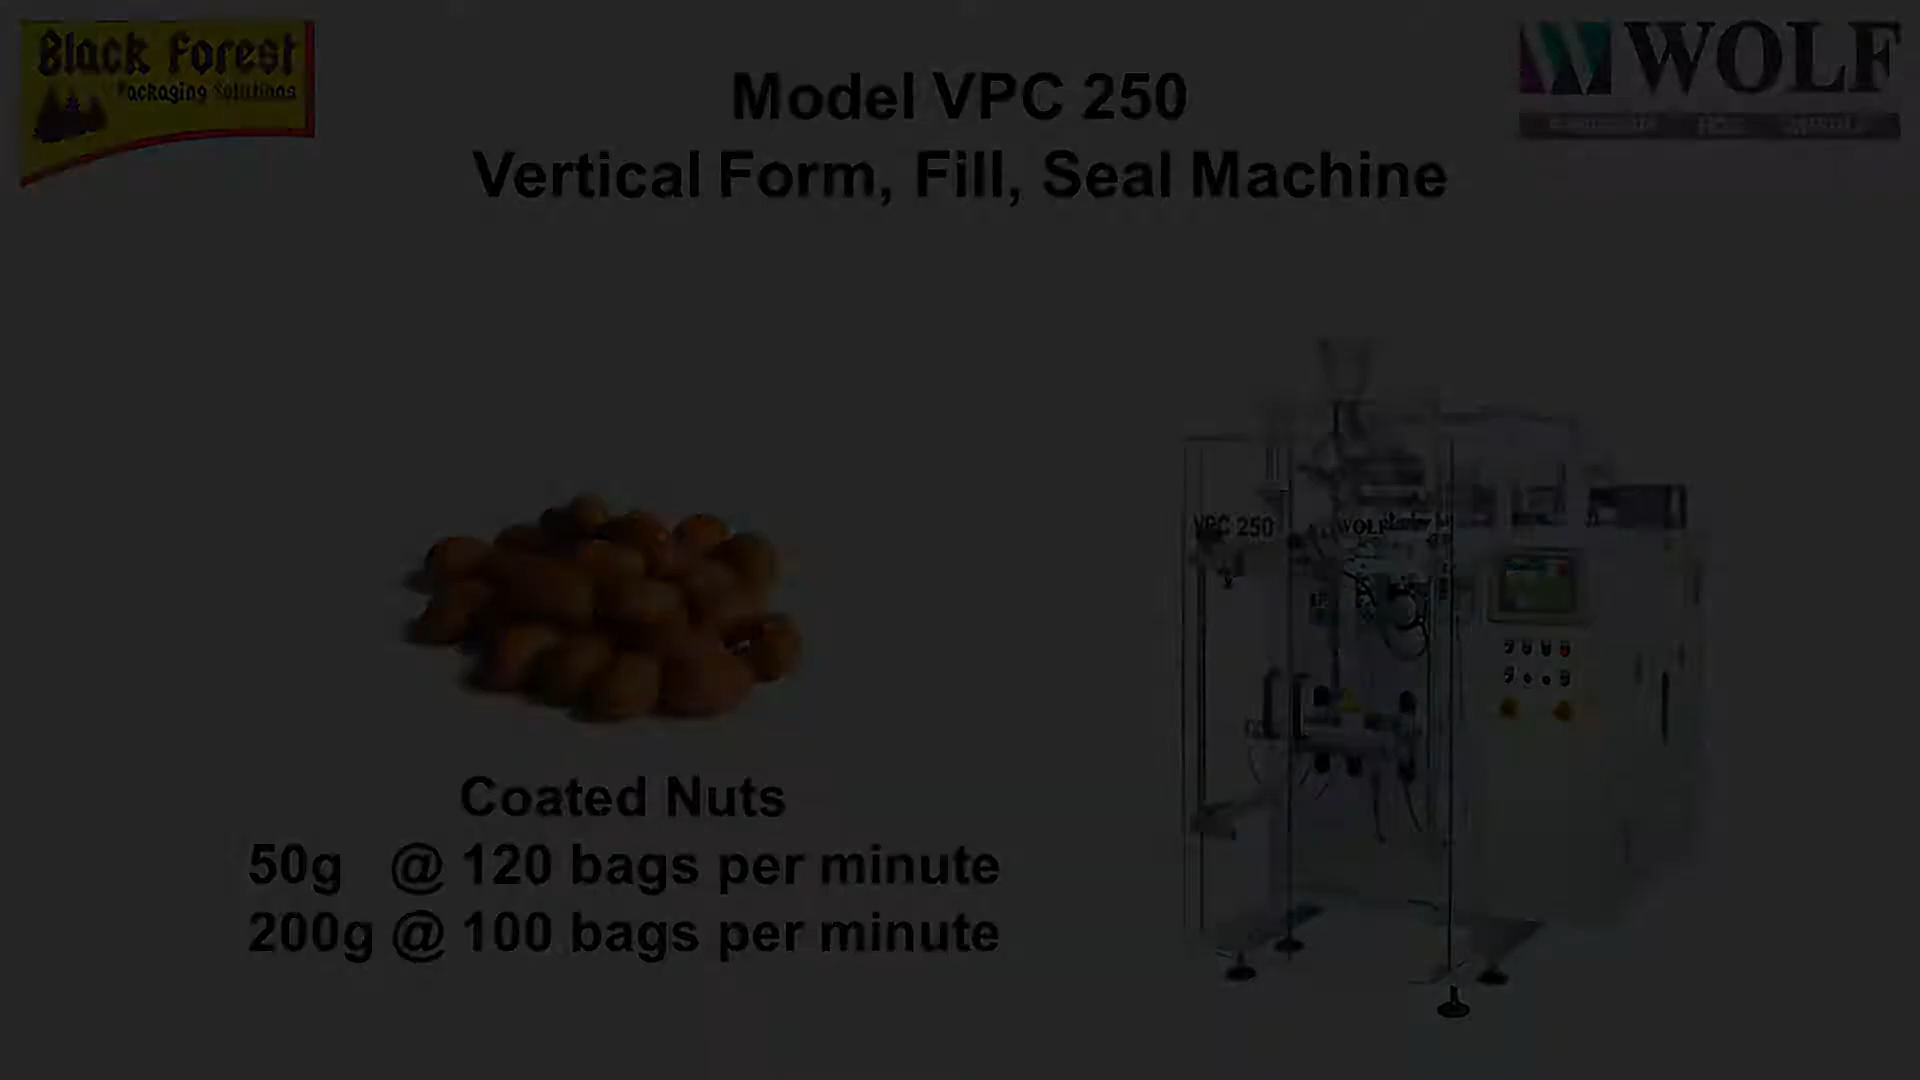 Black Forest
Packaging Solutions
WOLF
Model VPC 250
Vertical Form, Fill, Seal Machine
VPC 250
WOLF
Coated Nuts
50g @ 120 bags per minute
200g @ 100 bags per minute